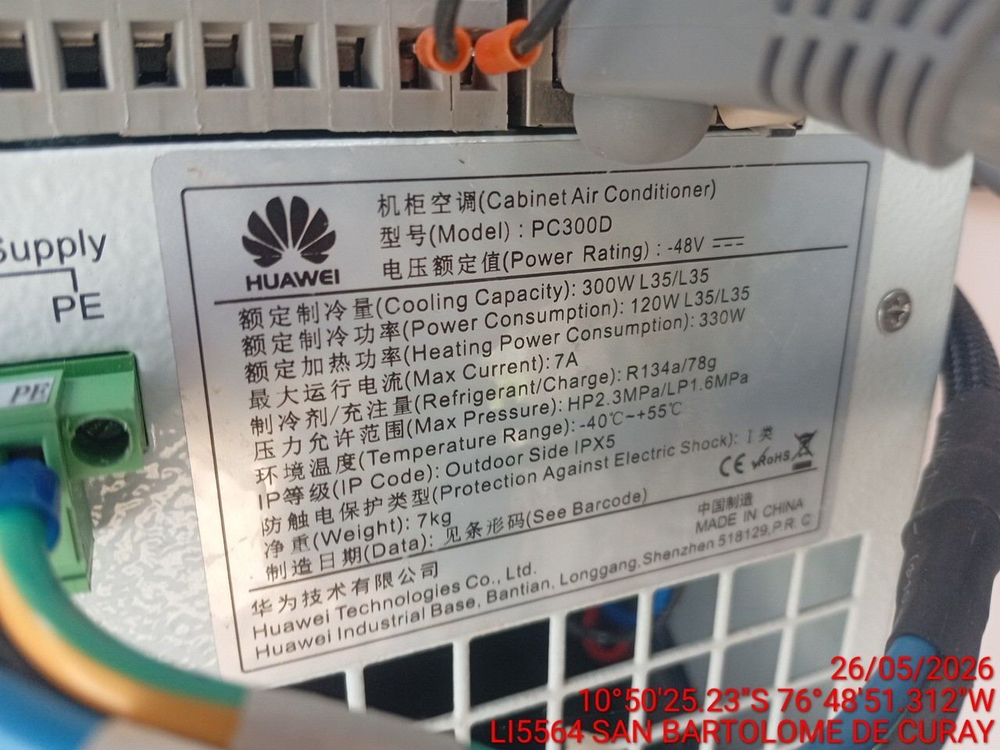 Supply
PE
PE
HUAWEI
机柜空调(Cabinet Air Conditioner)
型号(Model) : PC300D
电压额定值(Power Rating) : -48V
额定制冷量(Cooling Capacity): 300W L35/L35
额定制冷功率(Power Consumption): 120W L35/L35
额定加热功率(Heating Power Consumption): 330W
最大运行电流(Max Current): 7A
制冷剂/充注量(Refrigerant/Charge): R134a/78g
压力允许范围(Max Pressure): HP2.3MPa/LP1.6MPa
环境温度(Temperature Range): -40℃~+55℃
IP等级(IP Code): Outdoor Side IPX5
防触电保护类型(Protection Against Electric Shock): I 类
净重(Weight): 7kg
制造日期(Data): 见条形码(See Barcode)
CE RoHS
中国制造
MADE IN CHINA
华为技术有限公司
Huawei Technologies Co., Ltd.
Huawei Industrial Base, Bantian, Longgang,Shenzhen 518129,P.R. C
26/05/2026
10°50'25.23"S 76°48'51.312"W
LI5564 SAN BARTOLOME DE CURAY